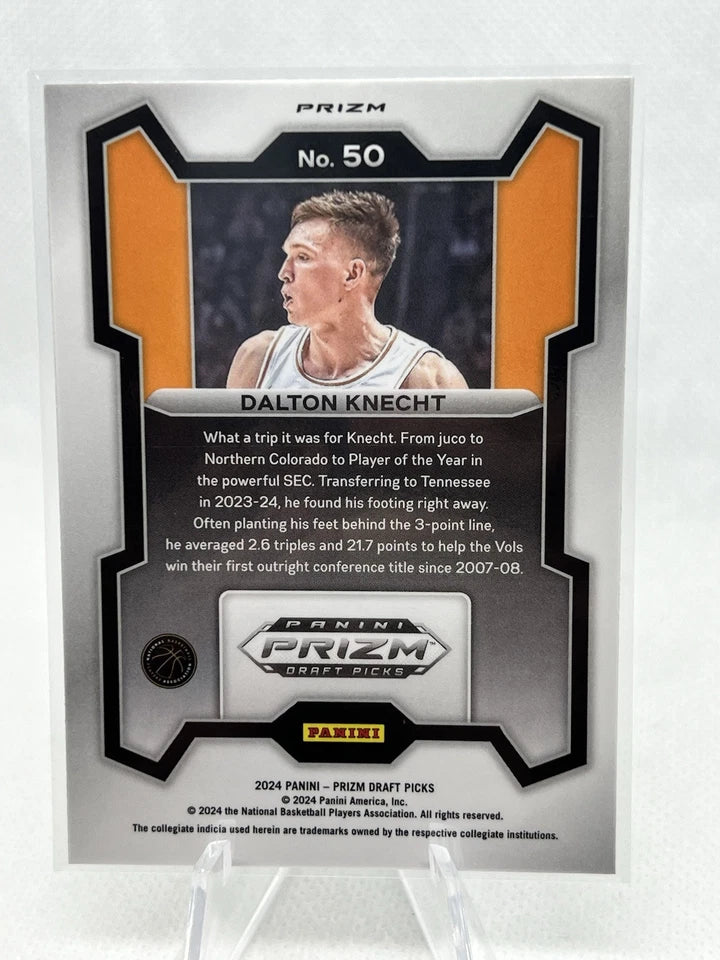 PRIZM
No. 50
DALTON KNECHT
What a trip it was for Knecht. From juco to
Northern Colorado to Player of the Year in
the powerful SEC. Transferring to Tennessee
in 2023-24, he found his footing right away.
Often planting his feet behind the 3-point line,
he averaged 2.6 triples and 21.7 points to help the Vols
win their first outright conference title since 2007-08.
PANINI
PRIZM™
DRAFT PICKS
NATIONAL BASKETBALL
ASSOCIATION
PANINI
2024 PANINI – PRIZM DRAFT PICKS
© 2024 Panini America, Inc.
© 2024 the National Basketball Players Association. All rights reserved.
The collegiate indicia used herein are trademarks owned by the respective collegiate institutions.